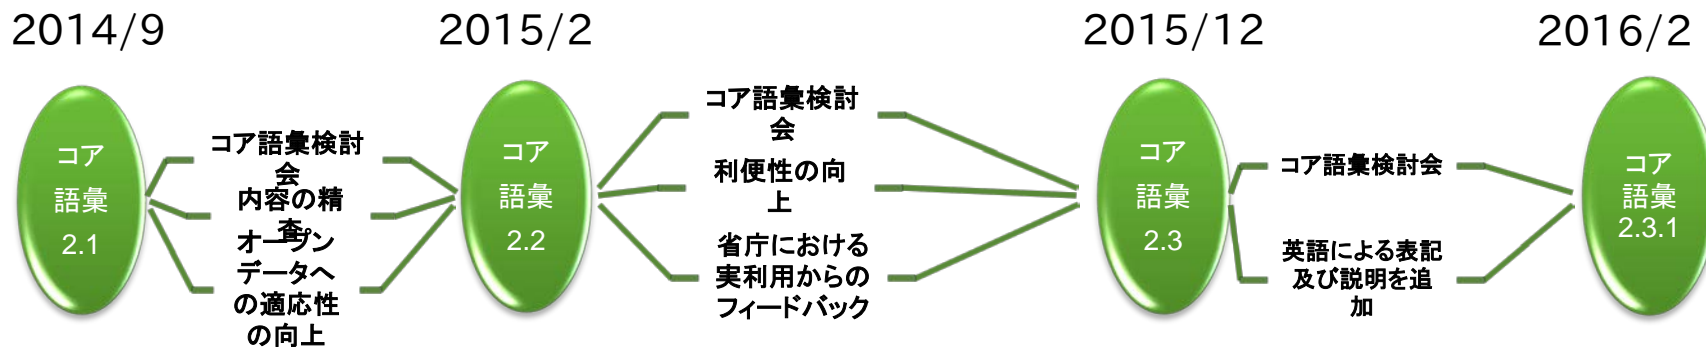 2014/9
2015/2
2015/12
2016/2
コア
語彙
2.1
コア語彙検討
会
内容の精
査
オープン
データへ
の適応性
の向上
コア
語彙
2.2
コア語彙検討
会
利便性の向
上
省庁における
実利用からの
フィードバック
コア
語彙
2.3
コア語彙検討会
英語による表記
及び説明を追
加
コア
語彙
2.3.1